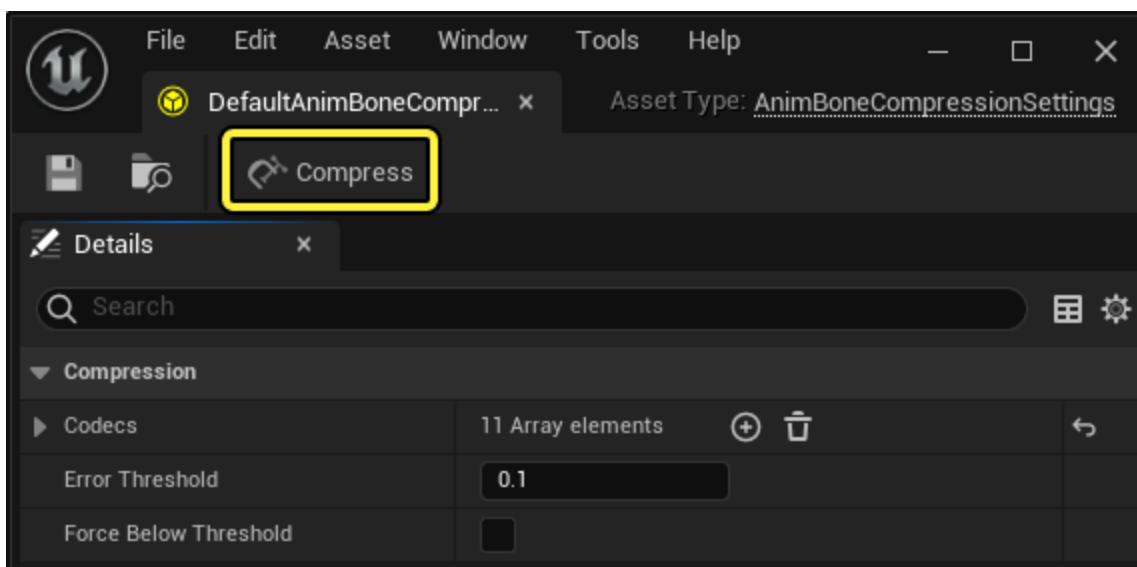 File Edit Asset Window Tools Help
DefaultAnimBoneCompr... Asset Type: AnimBoneCompressionSettings
Compress
Details
Search
Compression
Codecs 11 Array elements
Error Threshold 0.1
Force Below Threshold